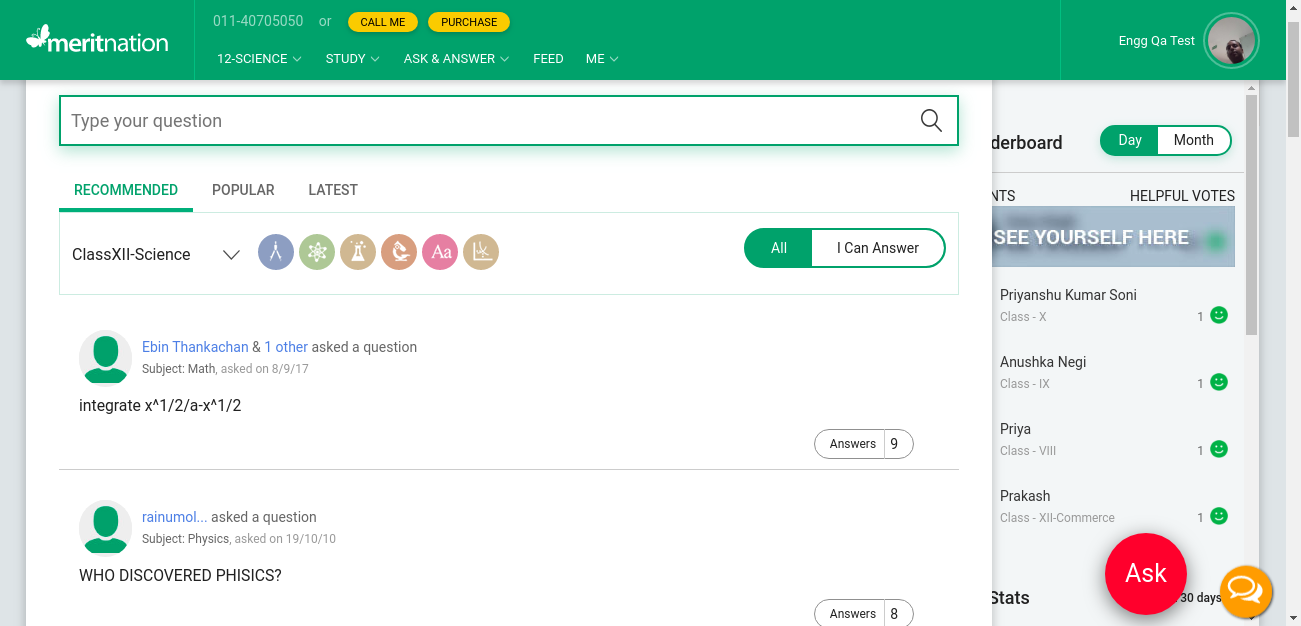 meritnation
011-40705050 or CALL ME PURCHASE
12-SCIENCE STUDY ASK & ANSWER FEED ME
Engg Qa Test
Type your question
RECOMMENDED POPULAR LATEST
ClassXII-Science
Aa
All I Can Answer
Ebin Thankachan & 1 other asked a question
Subject: Math, asked on 8/9/17
integrate x^1/2/a-x^1/2
Answers 9
rainumol... asked a question
Subject: Physics, asked on 19/10/10
WHO DISCOVERED PHISICS?
Answers 8
derboard
Day Month
NTS HELPFUL VOTES
SEE YOURSELF HERE
Priyanshu Kumar Soni
Class - X 1
Anushka Negi
Class - IX 1
Priya
Class - VIII 1
Prakash
Class - XII-Commerce 1
Ask
Stats 30 days